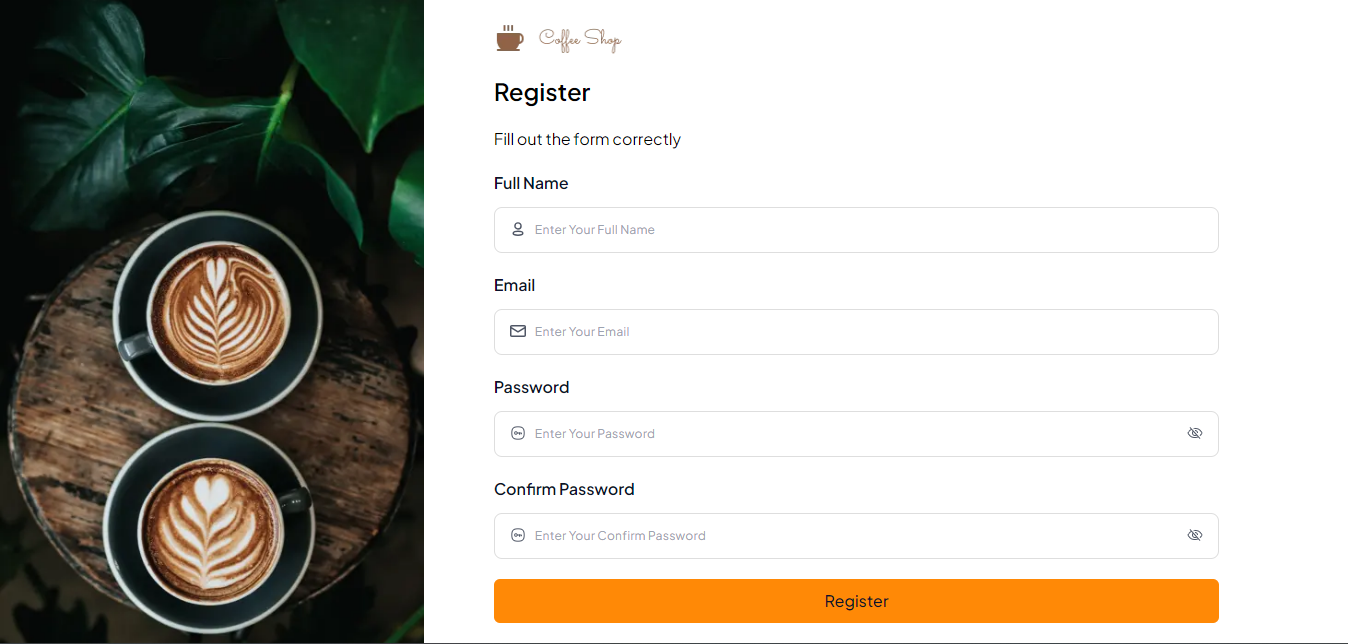 Coffee Shop
Register
Fill out the form correctly
Full Name
Enter Your Full Name
Email
Enter Your Email
Password
Enter Your Password
Confirm Password
Enter Your Confirm Password
Register